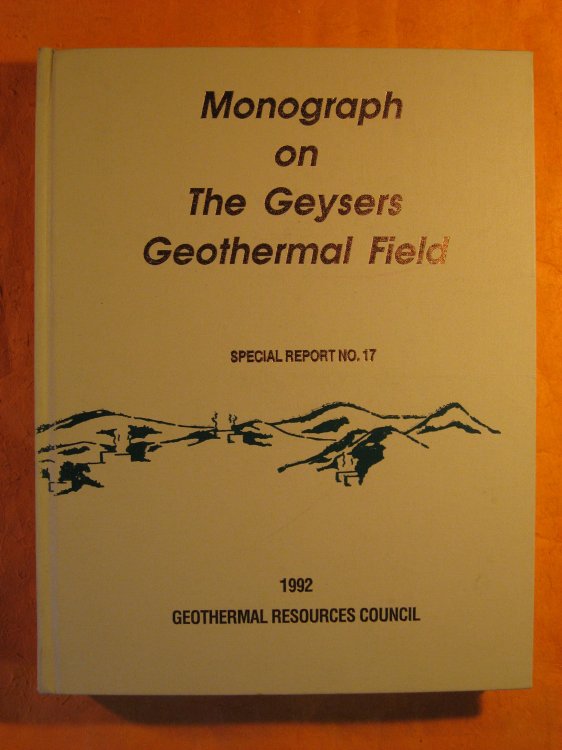 Monograph
on
The Geysers
Geothermal Field
SPECIAL REPORT NO. 17
1992
GEOTHERMAL RESOURCES COUNCIL